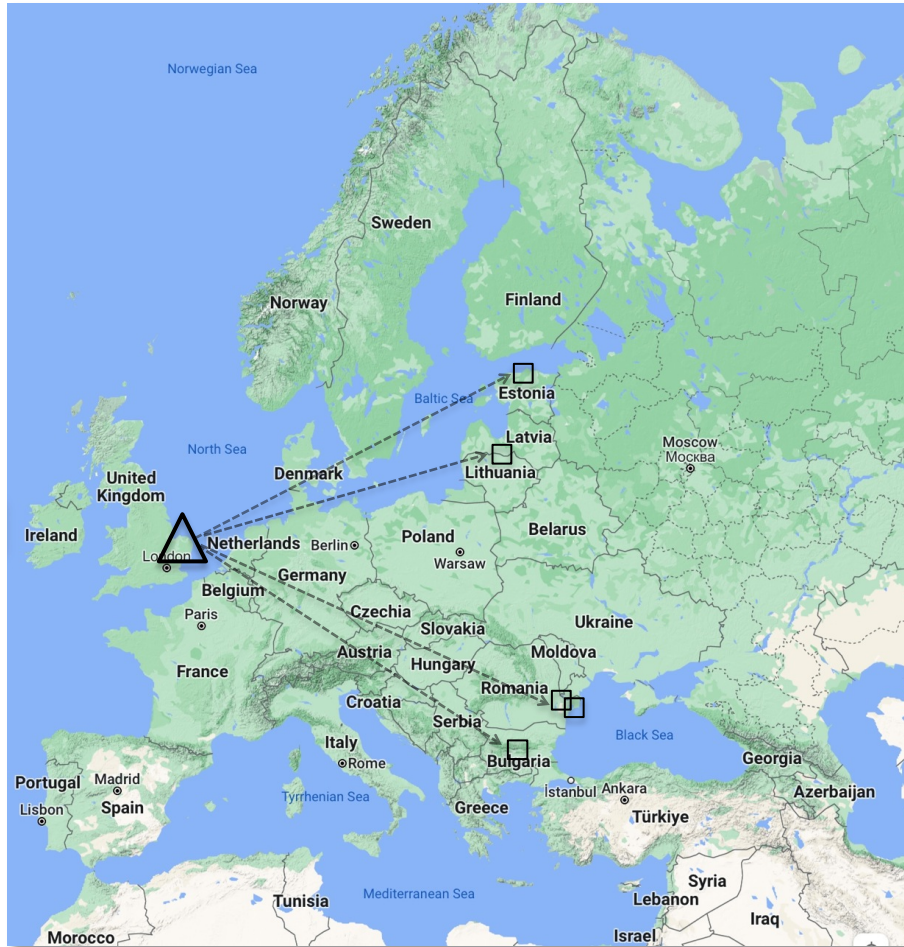 Norwegian Sea
Sweden
Finland
Norway
Baltic Sea
Estonia
North Sea
Latvia
Moscow
Москва
Denmark
Lithuania
United
Kingdom
Ireland
Netherlands
Berlin
Poland
Belarus
London
Warsaw
Germany
Belgium
Paris
Czechia
Slovakia
Ukraine
Austria
Moldova
France
Hungary
Romania
Croatia
Serbia
Black Sea
Italy
Rome
Bulgaria
Georgia
Portugal
Madrid
Lisbon
Spain
Tyrrhenian Sea
İstanbul
Ankara
Azerbaijan
Greece
Türkiye
Syria
Mediterranean Sea
Tunisia
Lebanon
Iraq
Morocco
Israel